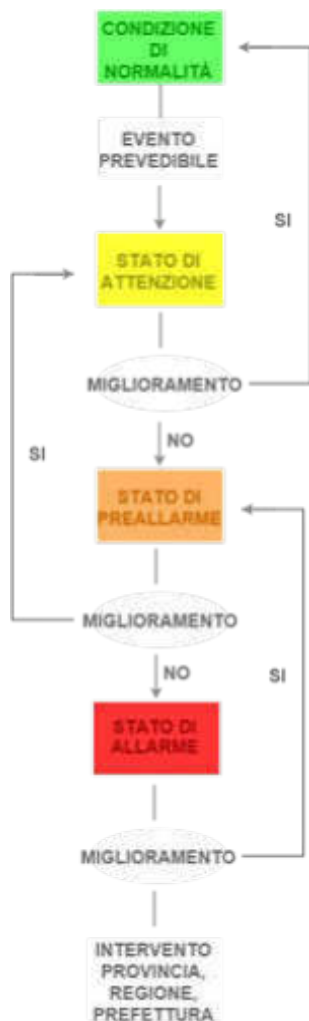 CONDIZIONE
DI
NORMALITÀ
EVENTO
PREVEDIBILE
SI
STATO DI
ATTENZIONE
MIGLIORAMENTO
NO
SI
STATO DI
PREALLARME
MIGLIORAMENTO
NO
SI
STATO DI
ALLARME
MIGLIORAMENTO
INTERVENTO
PROVINCIA,
REGIONE,
PREFETTURA